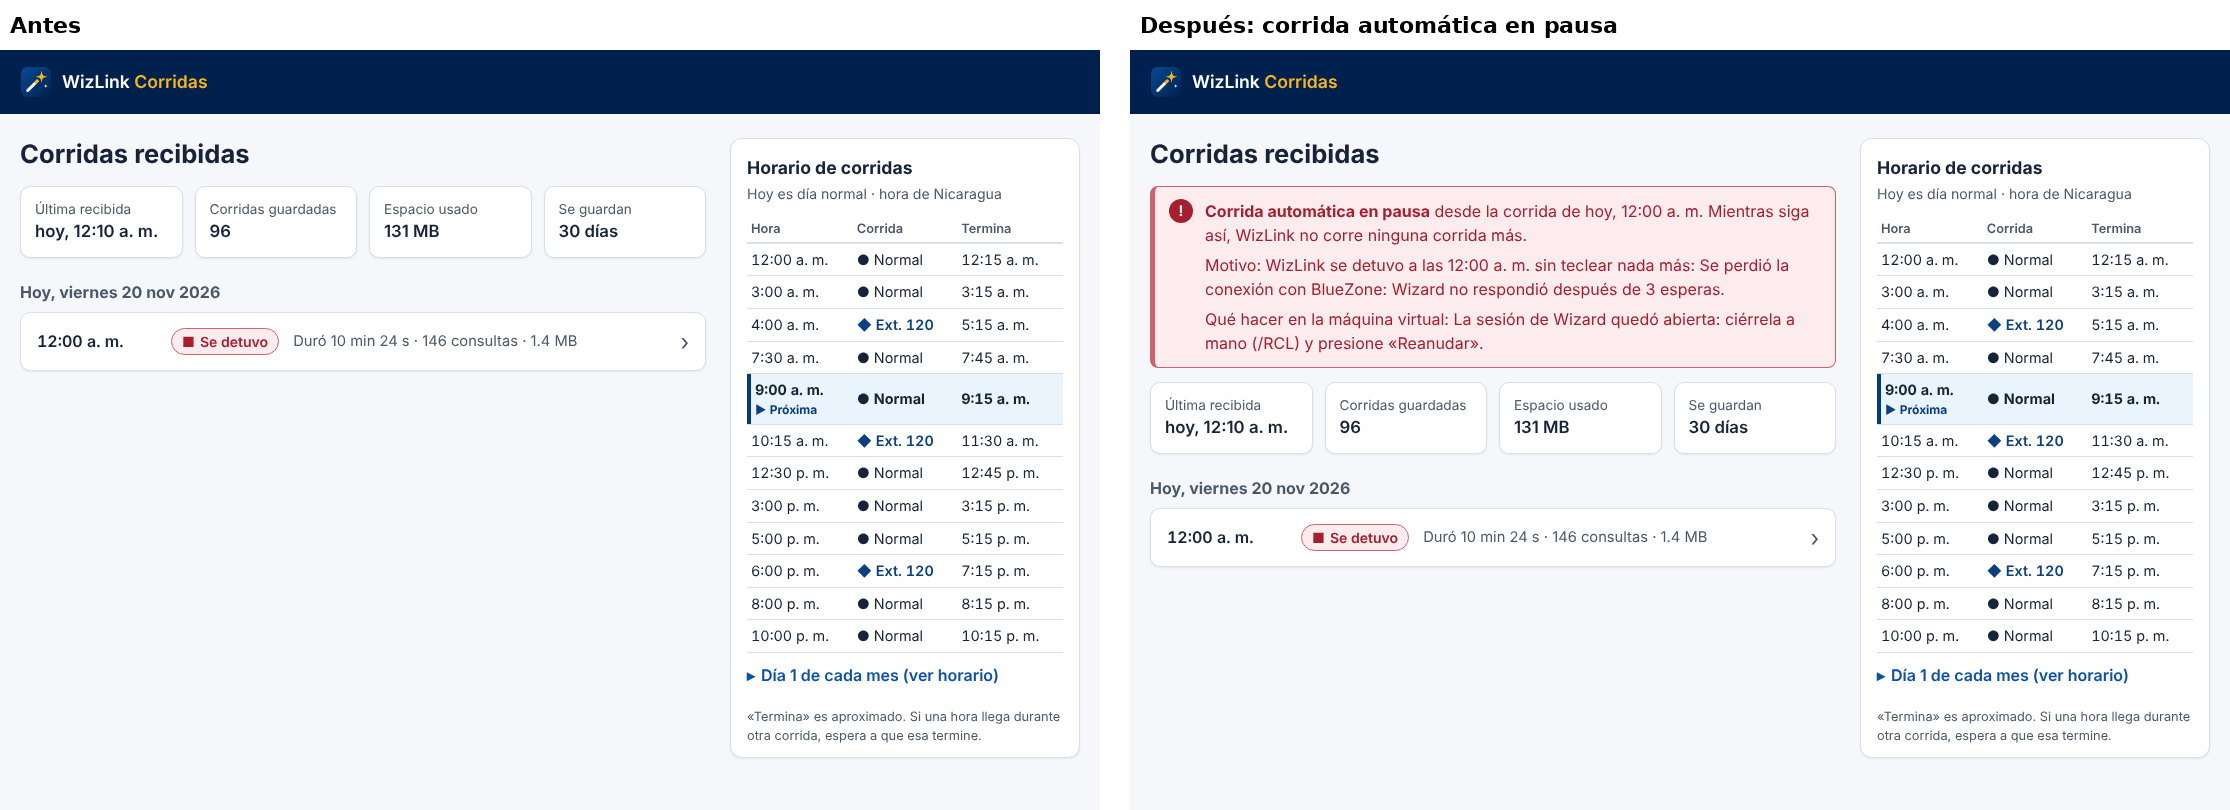 Antes
WizLink Corridas
Corridas recibidas
Última recibida
hoy, 12:10 a. m.
Corridas guardadas
96
Espacio usado
131 MB
Se guardan
30 días
Hoy, viernes 20 nov 2026
12:00 a. m. Se detuvo Duró 10 min 24 s · 146 consultas · 1.4 MB
Horario de corridas
Hoy es día normal · hora de Nicaragua
Hora Corrida Termina
12:00 a. m. Normal 12:15 a. m.
3:00 a. m. Normal 3:15 a. m.
4:00 a. m. Ext. 120 5:15 a. m.
7:30 a. m. Normal 7:45 a. m.
9:00 a. m. Normal 9:15 a. m.
Próxima
10:15 a. m. Ext. 120 11:30 a. m.
12:30 p. m. Normal 12:45 p. m.
3:00 p. m. Normal 3:15 p. m.
5:00 p. m. Normal 5:15 p. m.
6:00 p. m. Ext. 120 7:15 p. m.
8:00 p. m. Normal 8:15 p. m.
10:00 p. m. Normal 10:15 p. m.
Día 1 de cada mes (ver horario)
«Termina» es aproximado. Si una hora llega durante
otra corrida, espera a que esa termine.
Después: corrida automática en pausa
WizLink Corridas
Corridas recibidas
! Corrida automática en pausa desde la corrida de hoy, 12:00 a. m. Mientras siga
así, WizLink no corre ninguna corrida más.
Motivo: WizLink se detuvo a las 12:00 a. m. sin teclear nada más: Se perdió la
conexión con BlueZone: Wizard no respondió después de 3 esperas.
Qué hacer en la máquina virtual: La sesión de Wizard quedó abierta: ciérrela a
mano (/RCL) y presione «Reanudar».
Última recibida
hoy, 12:10 a. m.
Corridas guardadas
96
Espacio usado
131 MB
Se guardan
30 días
Hoy, viernes 20 nov 2026
12:00 a. m. Se detuvo Duró 10 min 24 s · 146 consultas · 1.4 MB
Horario de corridas
Hoy es día normal · hora de Nicaragua
Hora Corrida Termina
12:00 a. m. Normal 12:15 a. m.
3:00 a. m. Normal 3:15 a. m.
4:00 a. m. Ext. 120 5:15 a. m.
7:30 a. m. Normal 7:45 a. m.
9:00 a. m. Normal 9:15 a. m.
Próxima
10:15 a. m. Ext. 120 11:30 a. m.
12:30 p. m. Normal 12:45 p. m.
3:00 p. m. Normal 3:15 p. m.
5:00 p. m. Normal 5:15 p. m.
6:00 p. m. Ext. 120 7:15 p. m.
8:00 p. m. Normal 8:15 p. m.
10:00 p. m. Normal 10:15 p. m.
Día 1 de cada mes (ver horario)
«Termina» es aproximado. Si una hora llega durante
otra corrida, espera a que esa termine.